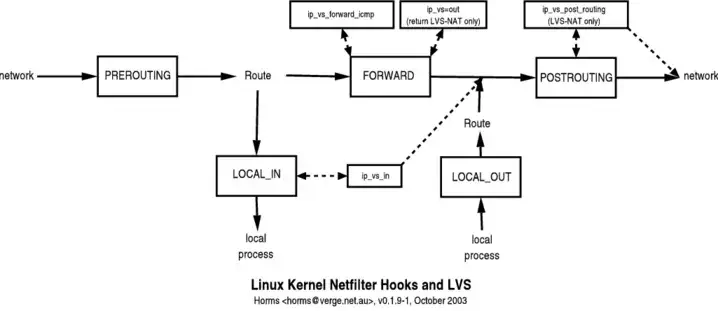 ip_vs_forward_icmp
ip_vs=out
(return LVS-NAT only)
ip_vs_post_routing
(LVS-NAT only)
network
PREROUTING
Route
FORWARD
POSTROUTING
network
Route
LOCAL_IN
ip_vs_in
LOCAL_OUT
local
process
local
process
Linux Kernel Netfilter Hooks and LVS
Horms <horms@verge.net.au>, v0.1.9-1, October 2003